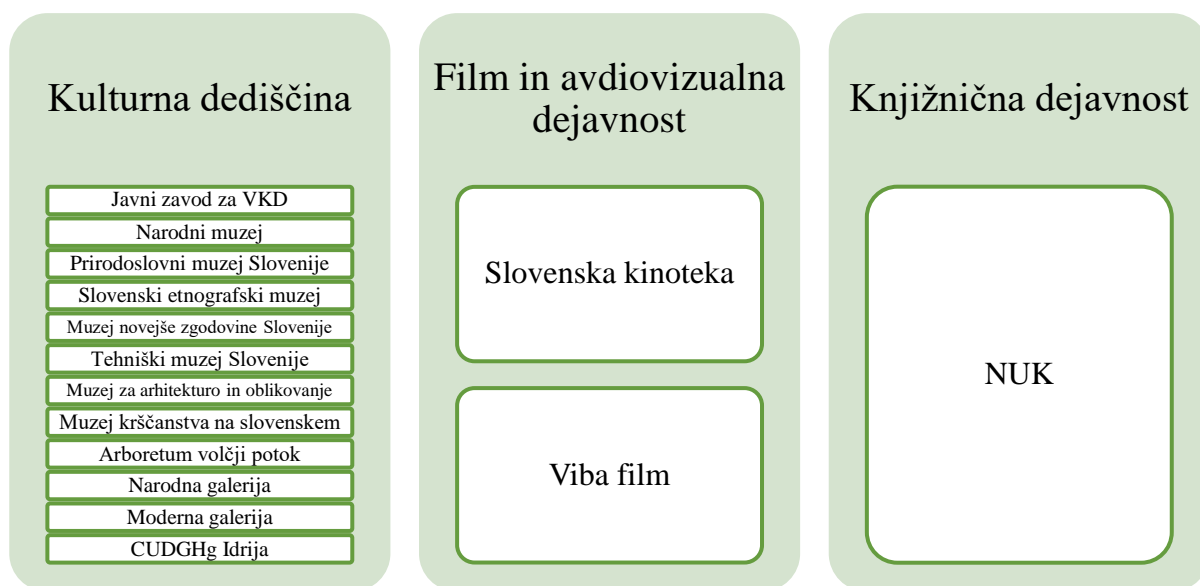 Kulturna dediščina
Javni zavod za VKD
Narodni muzej
Prirodoslovni muzej Slovenije
Slovenski etnografski muzej
Muzej novejše zgodovine Slovenije
Tehniški muzej Slovenije
Muzej za arhitekturo in oblikovanje
Muzej krščanstva na slovenskem
Arboretum volčji potok
Narodna galerija
Moderna galerija
CUDGHg Idrija
Film in avdiovizualna
dejavnost
Slovenska kinoteka
Viba film
Knjižnična dejavnost
NUK